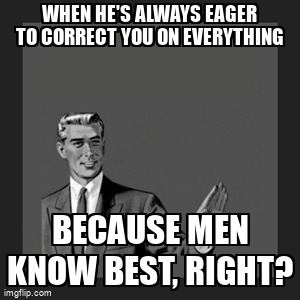 WHEN HE'S ALWAYS EAGER
TO CORRECT YOU ON EVERYTHING
BECAUSE MEN
KNOW BEST, RIGHT?
imgflip.com